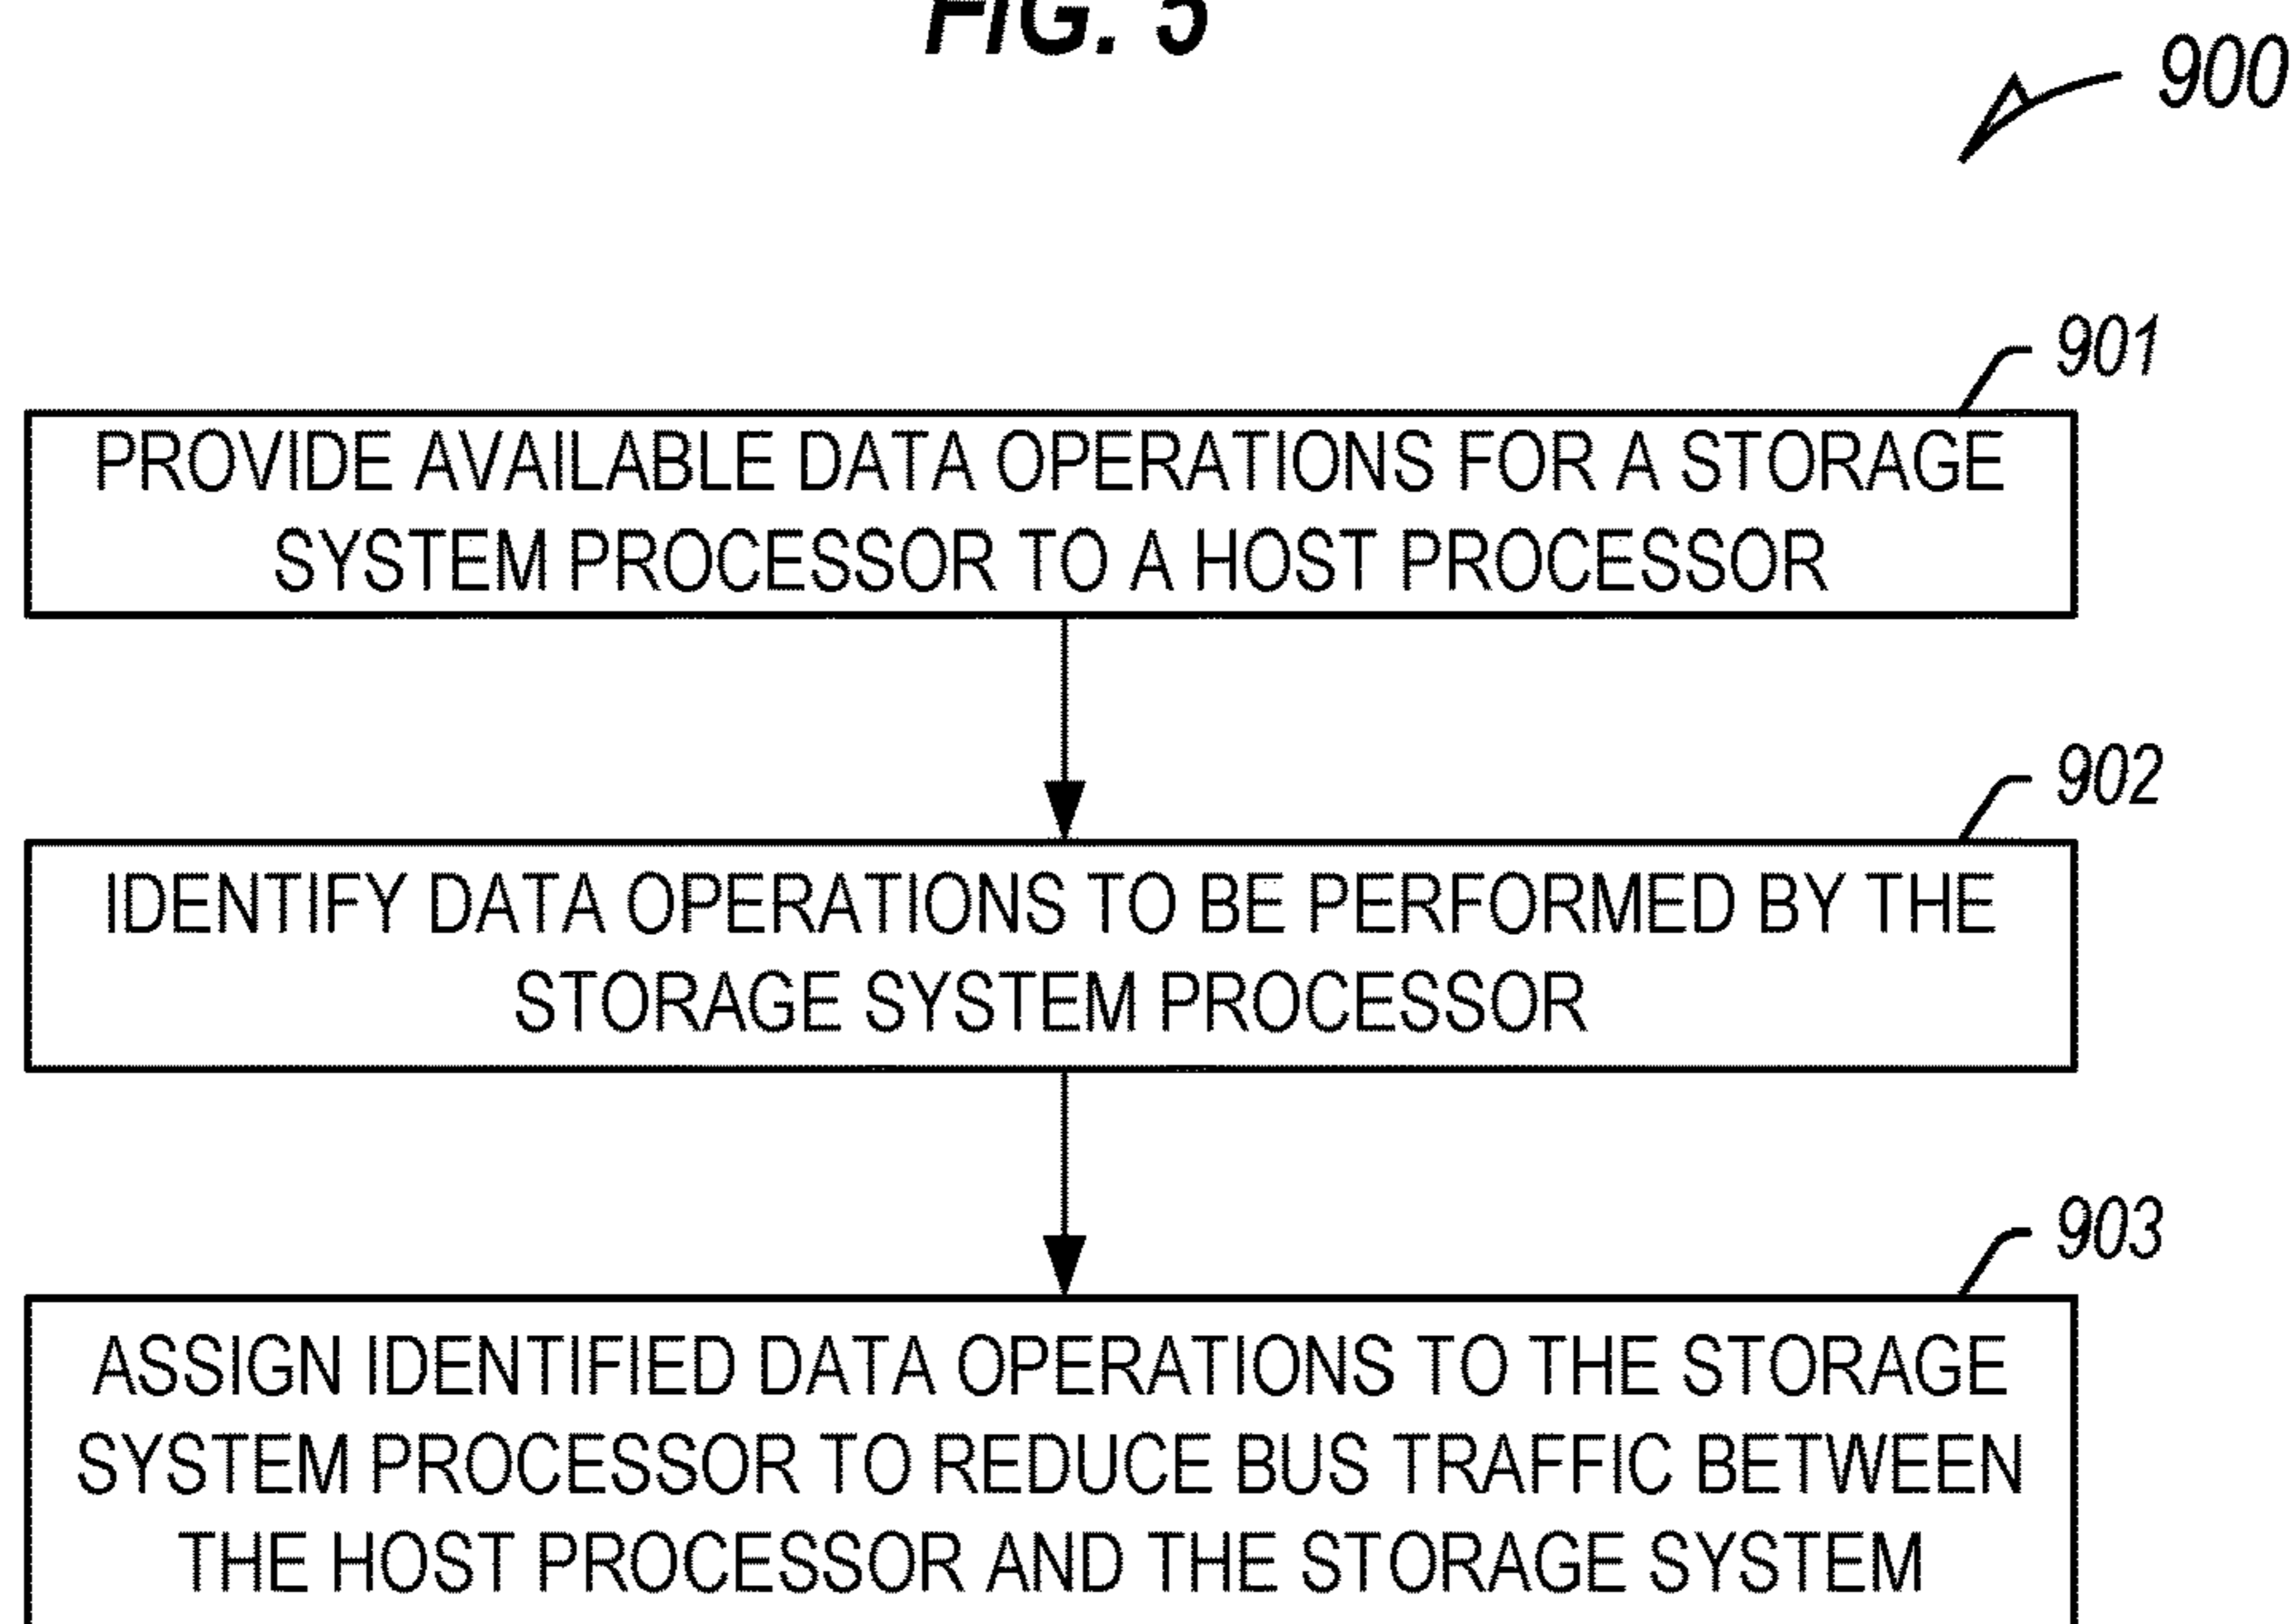 FIG.
900
901
PROVIDE AVAILABLE DATA OPERATIONS FOR A STORAGE
SYSTEM PROCESSOR TO A HOST PROCESSOR
902
IDENTIFY DATA OPERATIONS TO BE PERFORMED BY THE
STORAGE SYSTEM PROCESSOR
903
ASSIGN IDENTIFIED DATA OPERATIONS TO THE STORAGE
SYSTEM PROCESSOR TO REDUCE BUS TRAFFIC BETWEEN
THE HOST PROCESSOR AND THE STORAGE SYSTEM